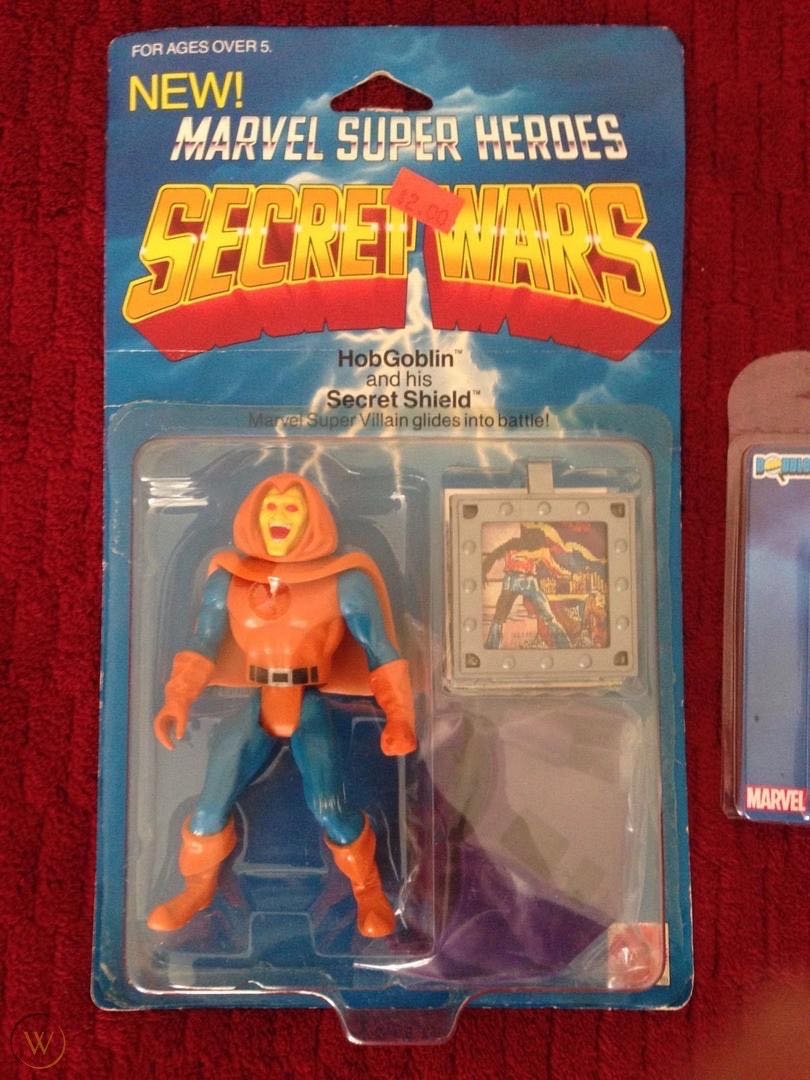 FOR AGES OVER 5.
NEW!
MARVEL SUPER HEROES
SECRET WARS
$2.00
HobGoblin™
and his
Secret Shield™
Marvel Super Villain glides into battle!
MARVEL
W